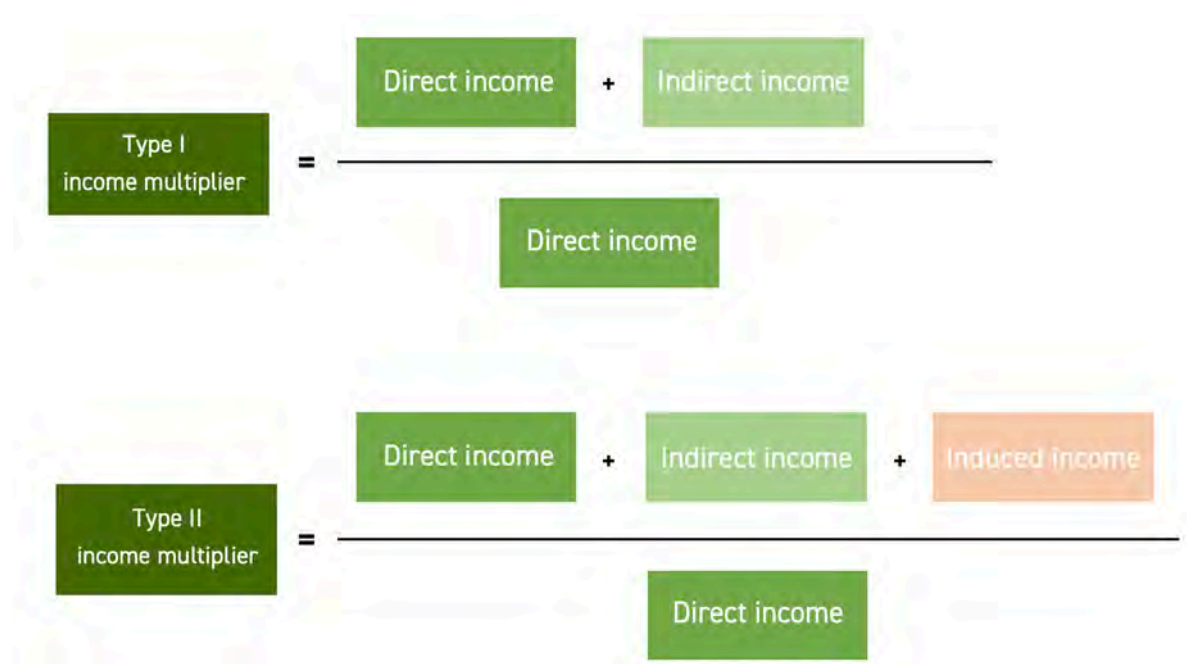 Direct income + Indirect income
Type I
income multiplier
=
Direct income
Direct income + Indirect income + Induced income
Type II
income multiplier
=
Direct income